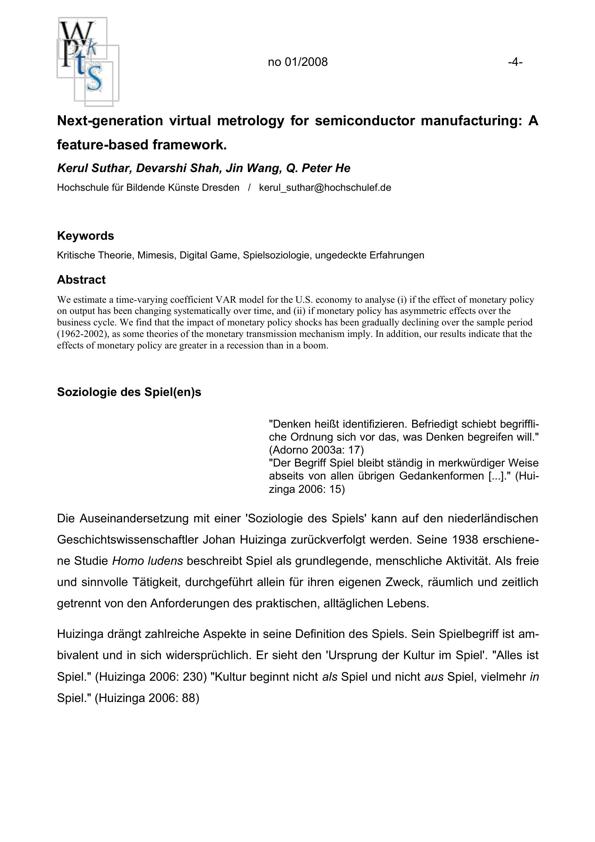 W
Pk
ts
S
no 01/2008 -4-
Next-generation virtual metrology for semiconductor manufacturing: A
feature-based framework.
Kerul Suthar, Devarshi Shah, Jin Wang, Q. Peter He
Hochschule für Bildende Künste Dresden / kerul_suthar@hochschulef.de
Keywords
Kritische Theorie, Mimesis, Digital Game, Spielsoziologie, ungedeckte Erfahrungen
Abstract
We estimate a time-varying coefficient VAR model for the U.S. economy to analyse (i) if the effect of monetary policy
on output has been changing systematically over time, and (ii) if monetary policy has asymmetric effects over the
business cycle. We find that the impact of monetary policy shocks has been gradually declining over the sample period
(1962-2002), as some theories of the monetary transmission mechanism imply. In addition, our results indicate that the
effects of monetary policy are greater in a recession than in a boom.
Soziologie des Spiel(en)s
"Denken heißt identifizieren. Befriedigt schiebt begriffli-
che Ordnung sich vor das, was Denken begreifen will."
(Adorno 2003a: 17)
"Der Begriff Spiel bleibt ständig in merkwürdiger Weise
abseits von allen übrigen Gedankenformen [...]." (Hui-
zinga 2006: 15)
Die Auseinandersetzung mit einer 'Soziologie des Spiels' kann auf den niederländischen
Geschichtswissenschaftler Johan Huizinga zurückverfolgt werden. Seine 1938 erschiene-
ne Studie Homo ludens beschreibt Spiel als grundlegende, menschliche Aktivität. Als freie
und sinnvolle Tätigkeit, durchgeführt allein für ihren eigenen Zweck, räumlich und zeitlich
getrennt von den Anforderungen des praktischen, alltäglichen Lebens.
Huizinga drängt zahlreiche Aspekte in seine Definition des Spiels. Sein Spielbegriff ist am-
bivalent und in sich widersprüchlich. Er sieht den 'Ursprung der Kultur im Spiel'. "Alles ist
Spiel." (Huizinga 2006: 230) "Kultur beginnt nicht als Spiel und nicht aus Spiel, vielmehr in
Spiel." (Huizinga 2006: 88)